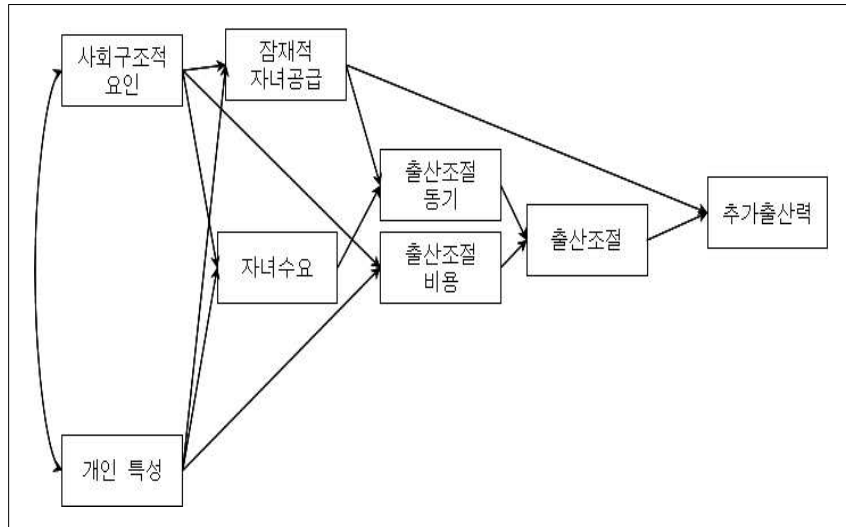 사회구조적
요인
잠재적
자녀공급
출산조절
동기
추가출산력
출산조절
자녀수요
출산조절
비용
개인 특성